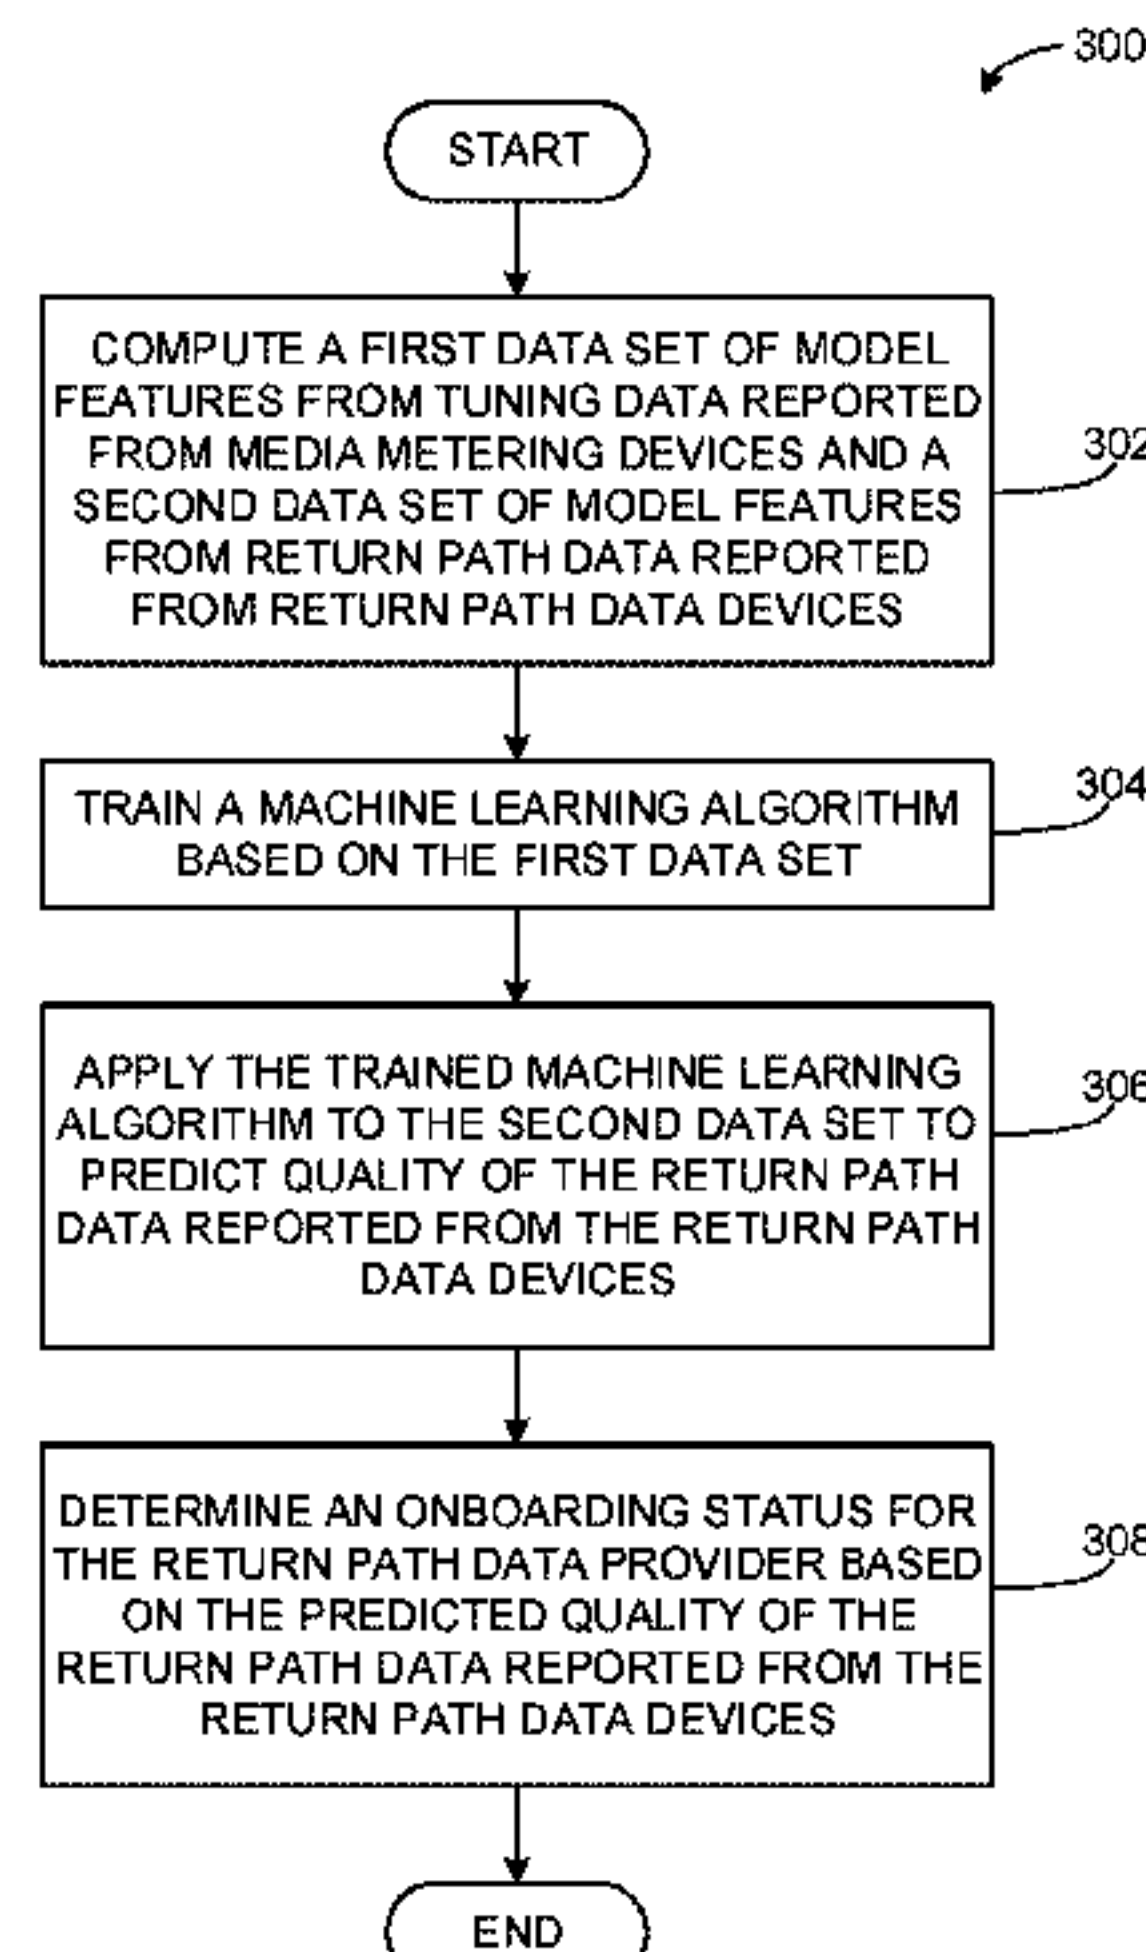 300
START
COMPUTE A FIRST DATA SET OF MODEL
FEATURES FROM TUNING DATA REPORTED
FROM MEDIA METERING DEVICES AND A
SECOND DATA SET OF MODEL FEATURES
FROM RETURN PATH DATA REPORTED
FROM RETURN PATH DATA DEVICES
302
TRAIN A MACHINE LEARNING ALGORITHM
BASED ON THE FIRST DATA SET
304
APPLY THE TRAINED MACHINE LEARNING
ALGORITHM TO THE SECOND DATA SET TO
PREDICT QUALITY OF THE RETURN PATH
DATA REPORTED FROM THE RETURN PATH
DATA DEVICES
306
DETERMINE AN ONBOARDING STATUS FOR
THE RETURN PATH DATA PROVIDER BASED
ON THE PREDICTED QUALITY OF THE
RETURN PATH DATA REPORTED FROM THE
RETURN PATH DATA DEVICES
308
END